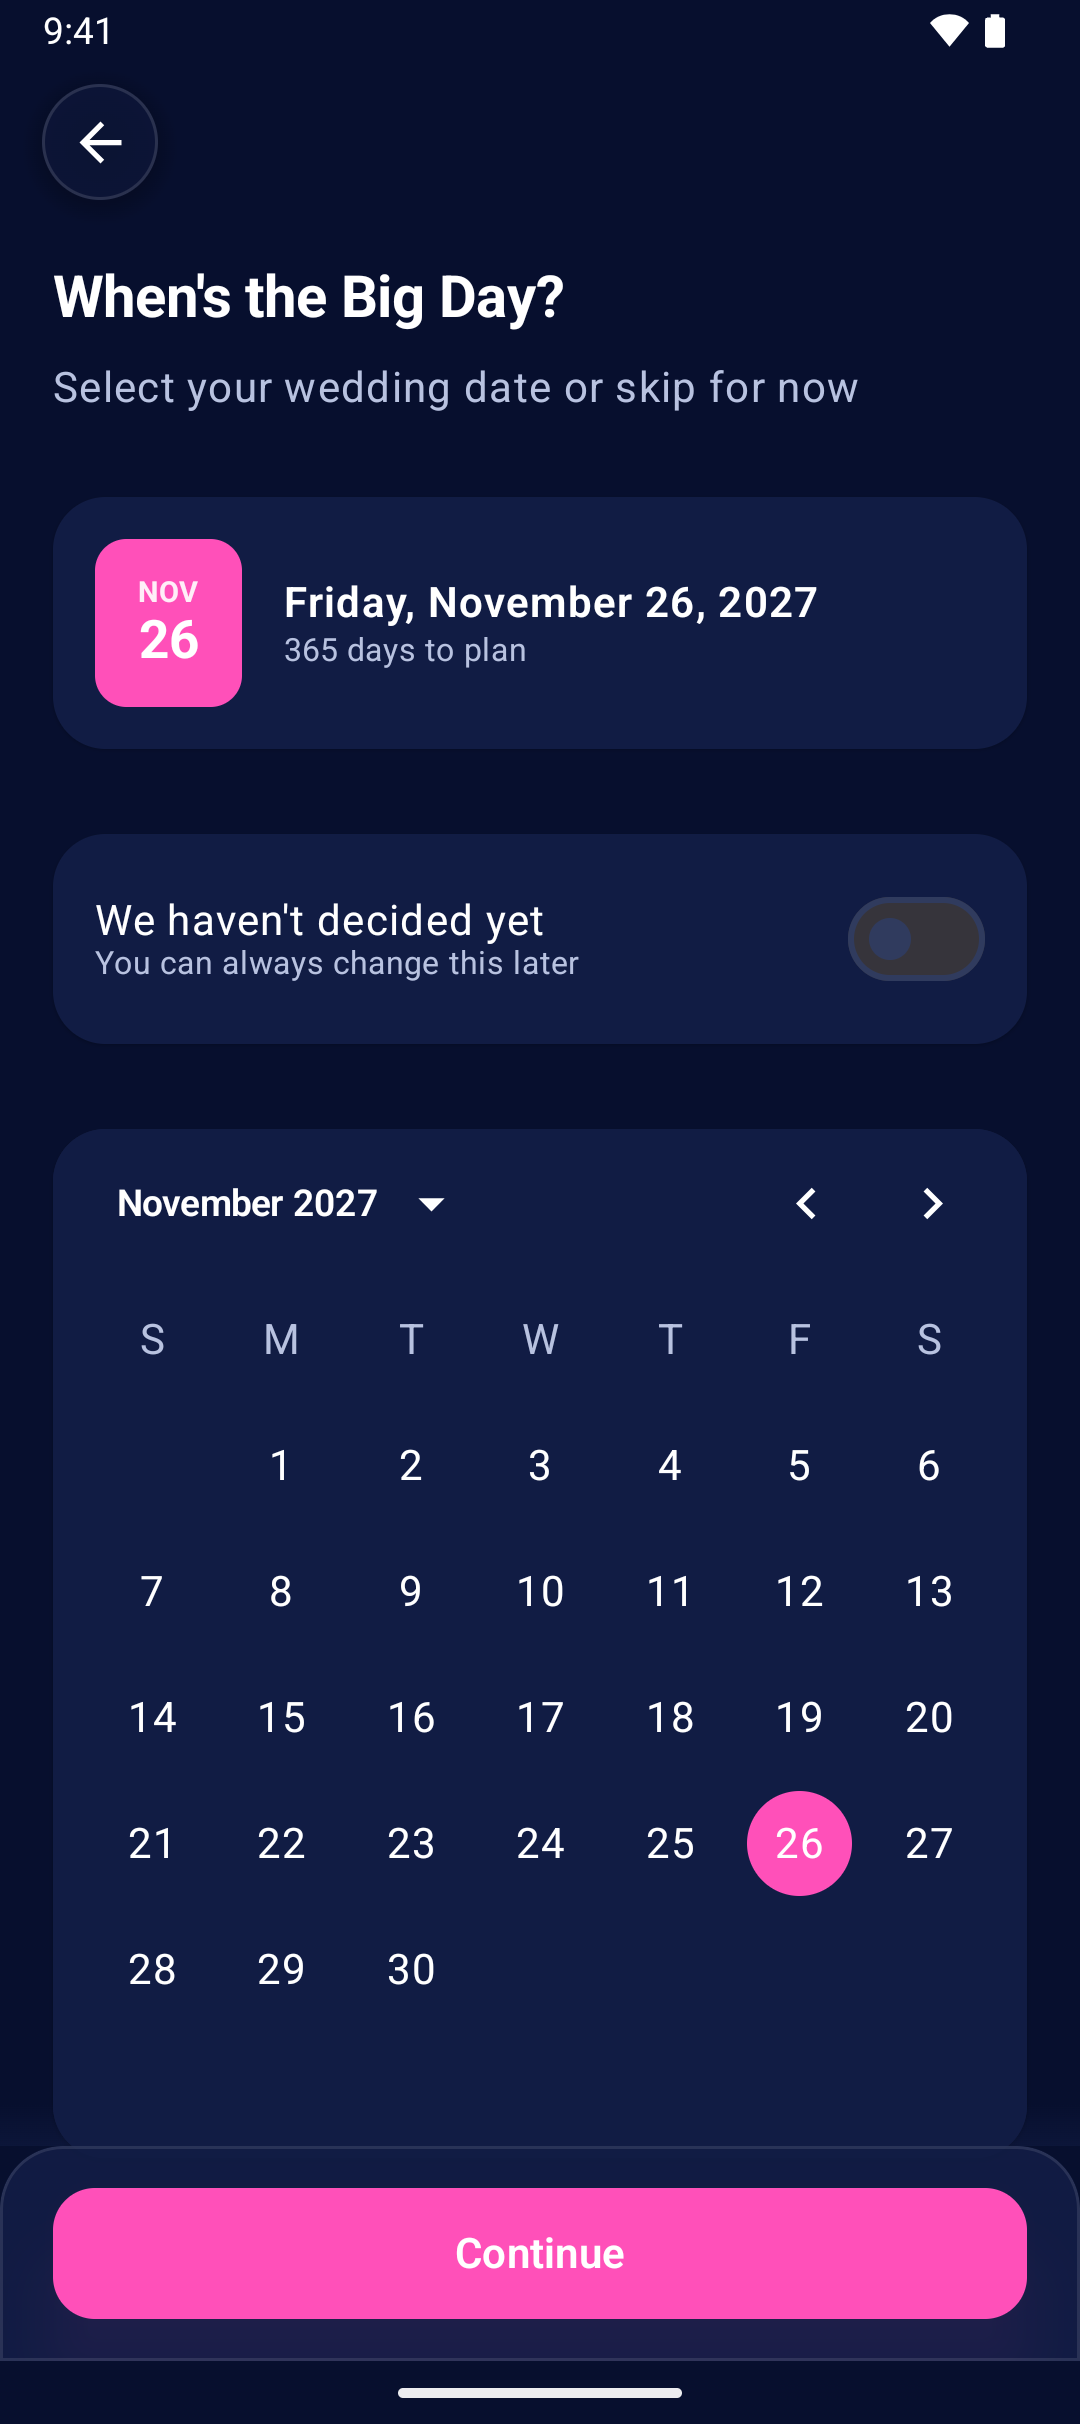 9:41
When's the Big Day?
Select your wedding date or skip for now
NOV
26
Friday, November 26, 2027
365 days to plan
We haven't decided yet
You can always change this later
November 2027
S M T W T F S
1 2 3 4 5 6
7 8 9 10 11 12 13
14 15 16 17 18 19 20
21 22 23 24 25 26 27
28 29 30
Continue